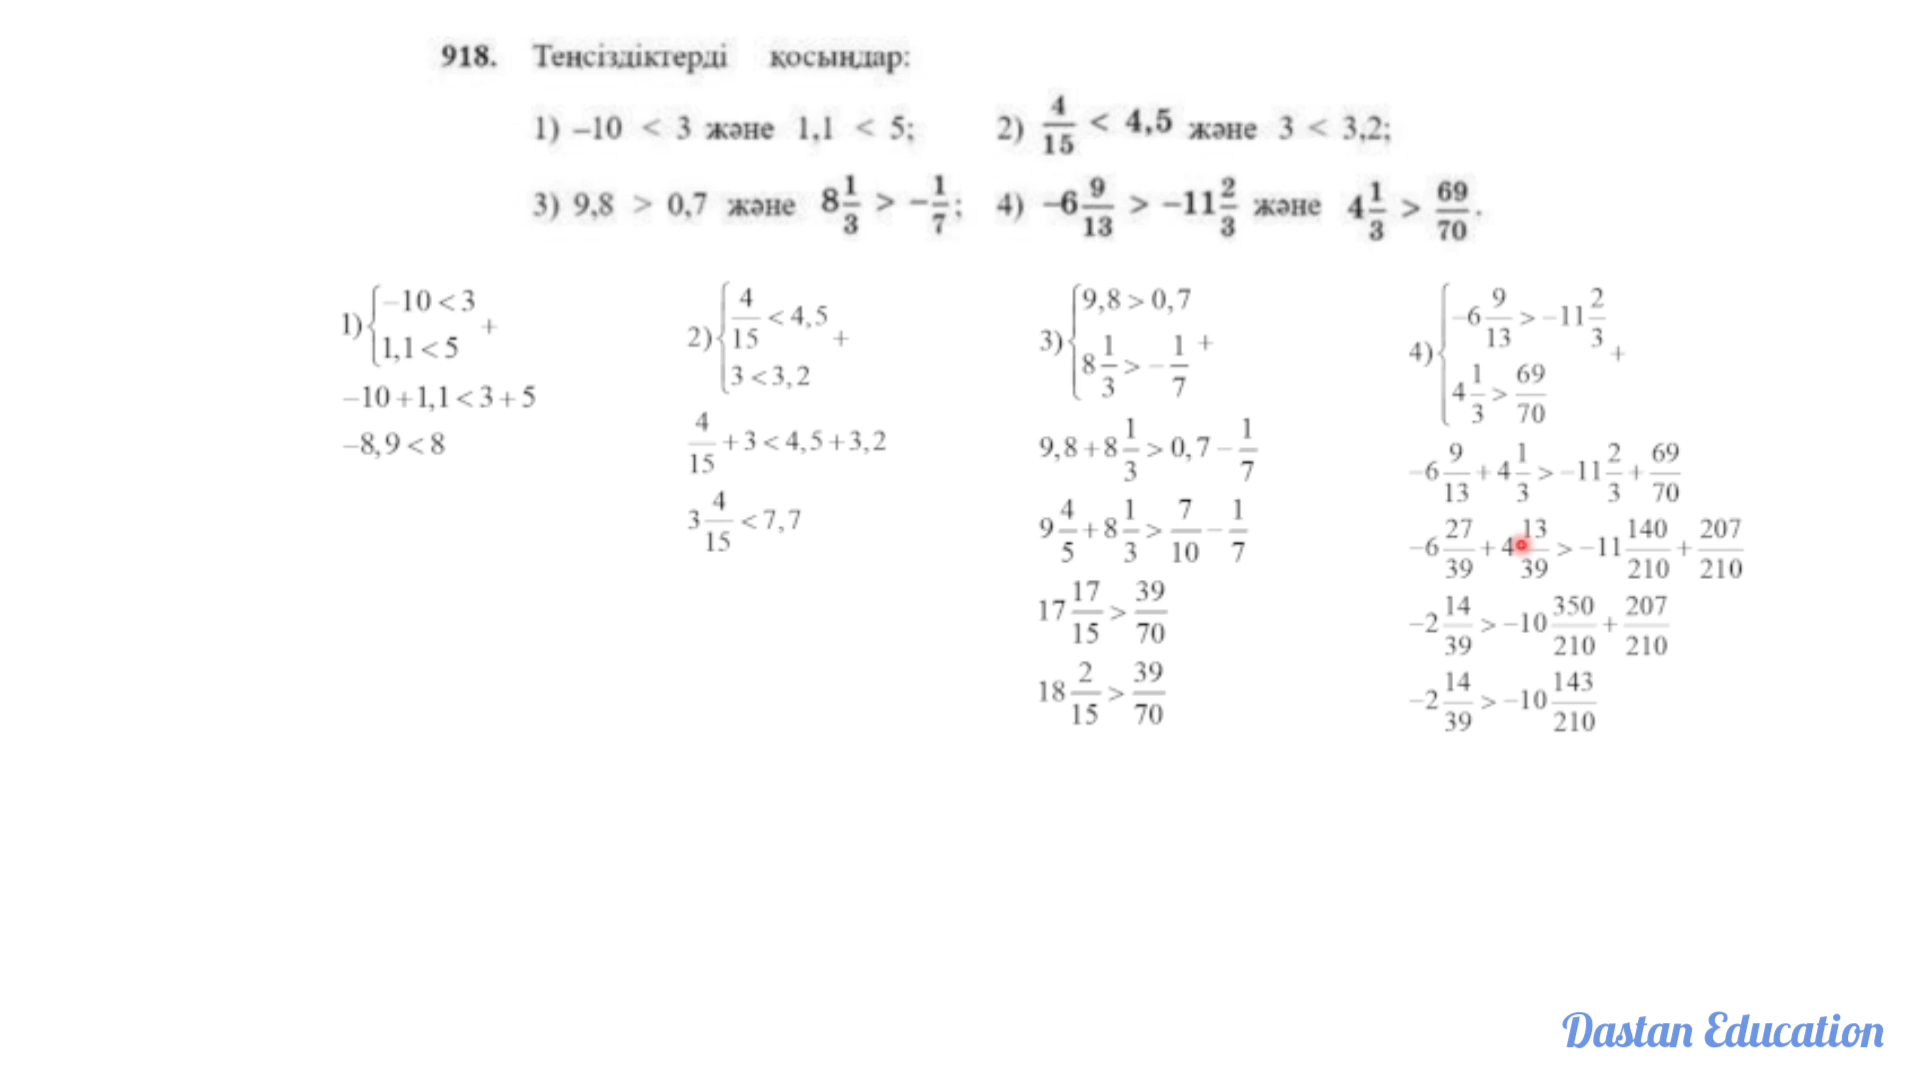 918. Теңсіздіктерді қосыңдар:
1) –10 < 3 және 1,1 < 5; 2) 4/15 < 4,5 және 3 < 3,2;
3) 9,8 > 0,7 және 8 1/3 > –1/7; 4) –6 9/13 > –11 2/3 және 4 1/3 > 69/70.
1) { –10 < 3
1,1 < 5 +
–10 + 1,1 < 3 + 5
–8,9 < 8
2) { 4/15 < 4,5
3 < 3,2 +
4/15 + 3 < 4,5 + 3,2
3 4/15 < 7,7
3) { 9,8 > 0,7
8 1/3 > – 1/7 +
9,8 + 8 1/3 > 0,7 – 1/7
9 4/5 + 8 1/3 > 7/10 – 1/7
17 17/15 > 39/70
18 2/15 > 39/70
4) { –6 9/13 > –11 2/3
4 1/3 > 69/70 +
–6 9/13 + 4 1/3 > –11 2/3 + 69/70
–6 27/39 + 4 13/39 > –11 140/210 + 207/210
–2 14/39 > –10 350/210 + 207/210
–2 14/39 > –10 143/210
Dastan Education